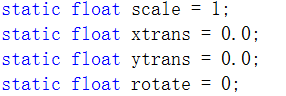 static float scale = 1;
static float xtrans = 0.0;
static float ytrans = 0.0;
static float rotate = 0;